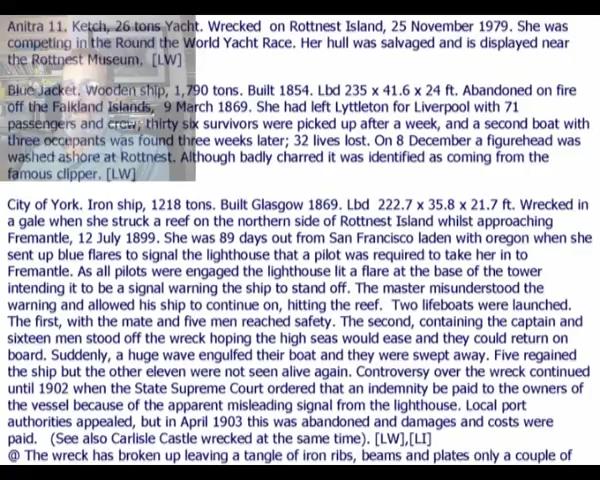 Anitra 11. Ketch, 26 tons Yacht. Wrecked  on Rottnest Island, 25 November 1979. She was
competing in the Round the World Yacht Race. Her hull was salvaged and is displayed near
the Rottnest Museum.  [LW]
Blue Jacket. Wooden ship, 1,790 tons. Built 1854. Lbd 235 x 41.6 x 24 ft. Abandoned on fire
off the Falkland Islands,  9 March 1869. She had left Lyttleton for Liverpool with 71
passengers and crew; thirty six survivors were picked up after a week, and a second boat with
three occupants was found three weeks later; 32 lives lost. On 8 December a figurehead was
washed ashore at Rottnest. Although badly charred it was identified as coming from the
famous clipper. [LW]
City of York. Iron ship, 1218 tons. Built Glasgow 1869. Lbd  222.7 x 35.8 x 21.7 ft. Wrecked in
a gale when she struck a reef on the northern side of Rottnest Island whilst approaching
Fremantle, 12 July 1899. She was 89 days out from San Francisco laden with oregon when she
sent up blue flares to signal the lighthouse that a pilot was required to take her in to
Fremantle. As all pilots were engaged the lighthouse lit a flare at the base of the tower
intending it to be a signal warning the ship to stand off. The master misunderstood the
warning and allowed his ship to continue on, hitting the reef.  Two lifeboats were launched.
The first, with the mate and five men reached safety. The second, containing the captain and
sixteen men stood off the wreck hoping the high seas would ease and they could return on
board. Suddenly, a huge wave engulfed their boat and they were swept away. Five regained
the ship but the other eleven were not seen alive again. Controversy over the wreck continued
until 1902 when the State Supreme Court ordered that an indemnity be paid to the owners of
the vessel because of the apparent misleading signal from the lighthouse. Local port
authorities appealed, but in April 1903 this was abandoned and damages and costs were
paid.   (See also Carlisle Castle wrecked at the same time). [LW],[LI]
@ The wreck has broken up leaving a tangle of iron ribs, beams and plates only a couple of